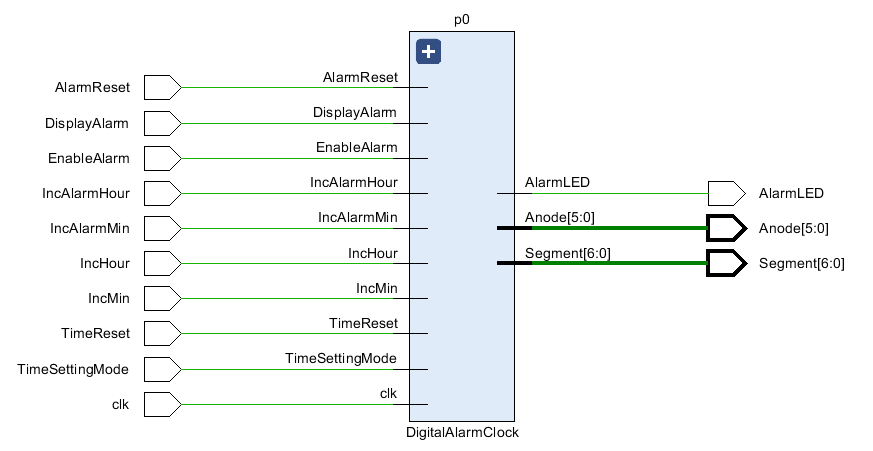 p0
AlarmReset AlarmReset
DisplayAlarm DisplayAlarm
EnableAlarm EnableAlarm
IncAlarmHour IncAlarmHour AlarmLED AlarmLED
IncAlarmMin IncAlarmMin Anode[5:0] Anode[5:0]
IncHour IncHour Segment[6:0] Segment[6:0]
IncMin IncMin
TimeReset TimeReset
TimeSettingMode TimeSettingMode
clk clk
DigitalAlarmClock